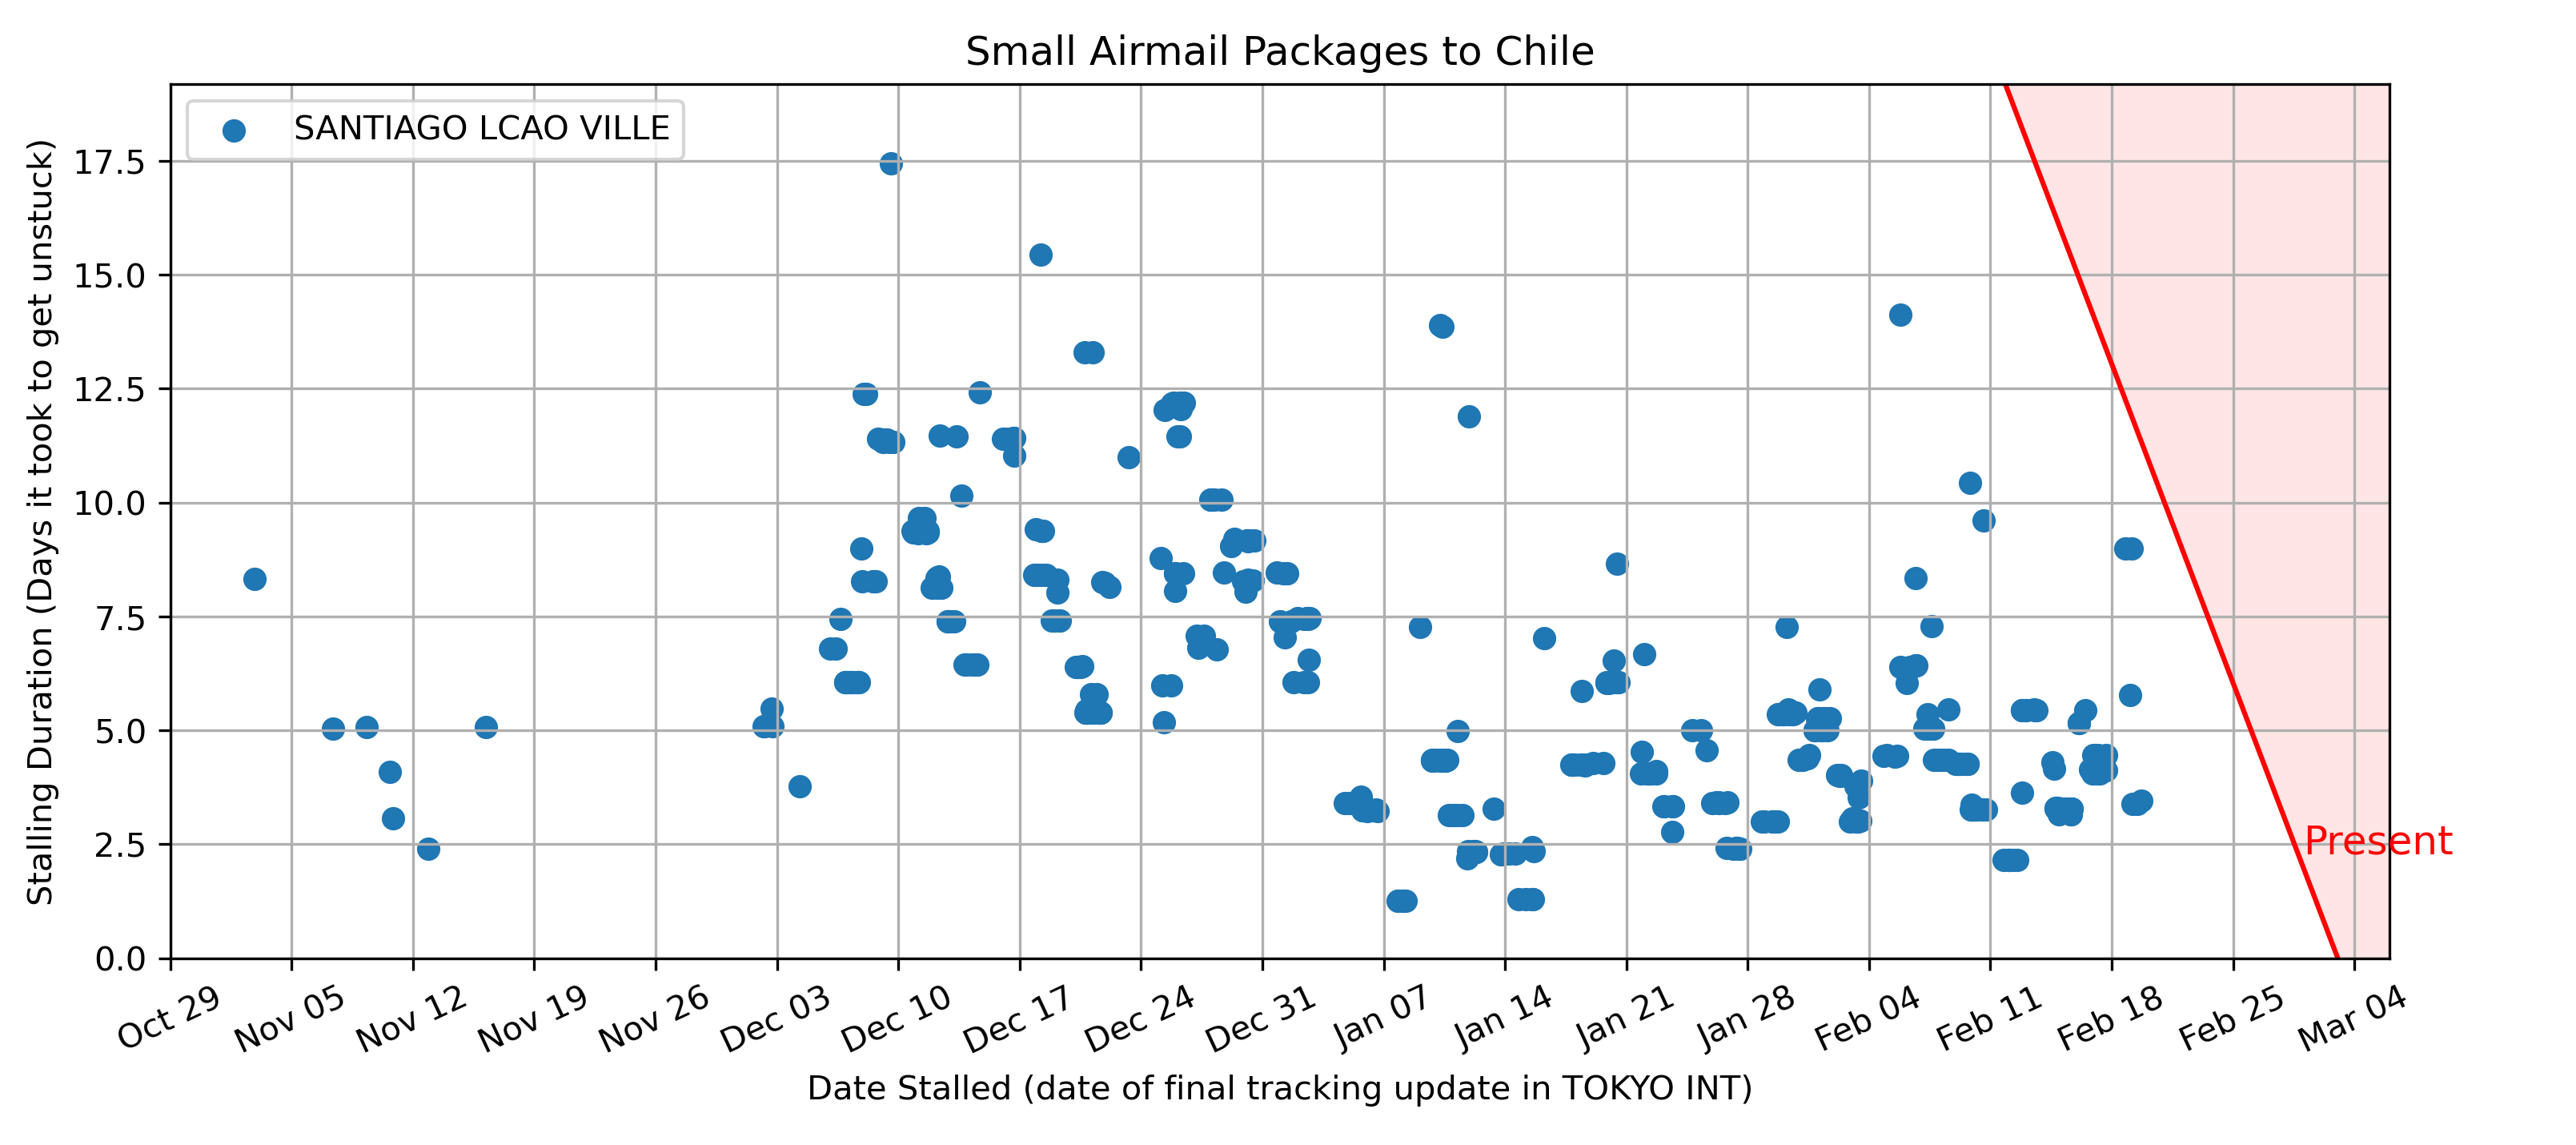 Small Airmail Packages to Chile
SANTIAGO LCAO VILLE
Stalling Duration (Days it took to get unstuck)
17.5
15.0
12.5
10.0
7.5
5.0
2.5
0.0
Present
Oct 29
Nov 05
Nov 12
Nov 19
Nov 26
Dec 03
Dec 10
Dec 17
Dec 24
Dec 31
Jan 07
Jan 14
Jan 21
Jan 28
Feb 04
Feb 11
Feb 18
Feb 25
Mar 04
Date Stalled (date of final tracking update in TOKYO INT)